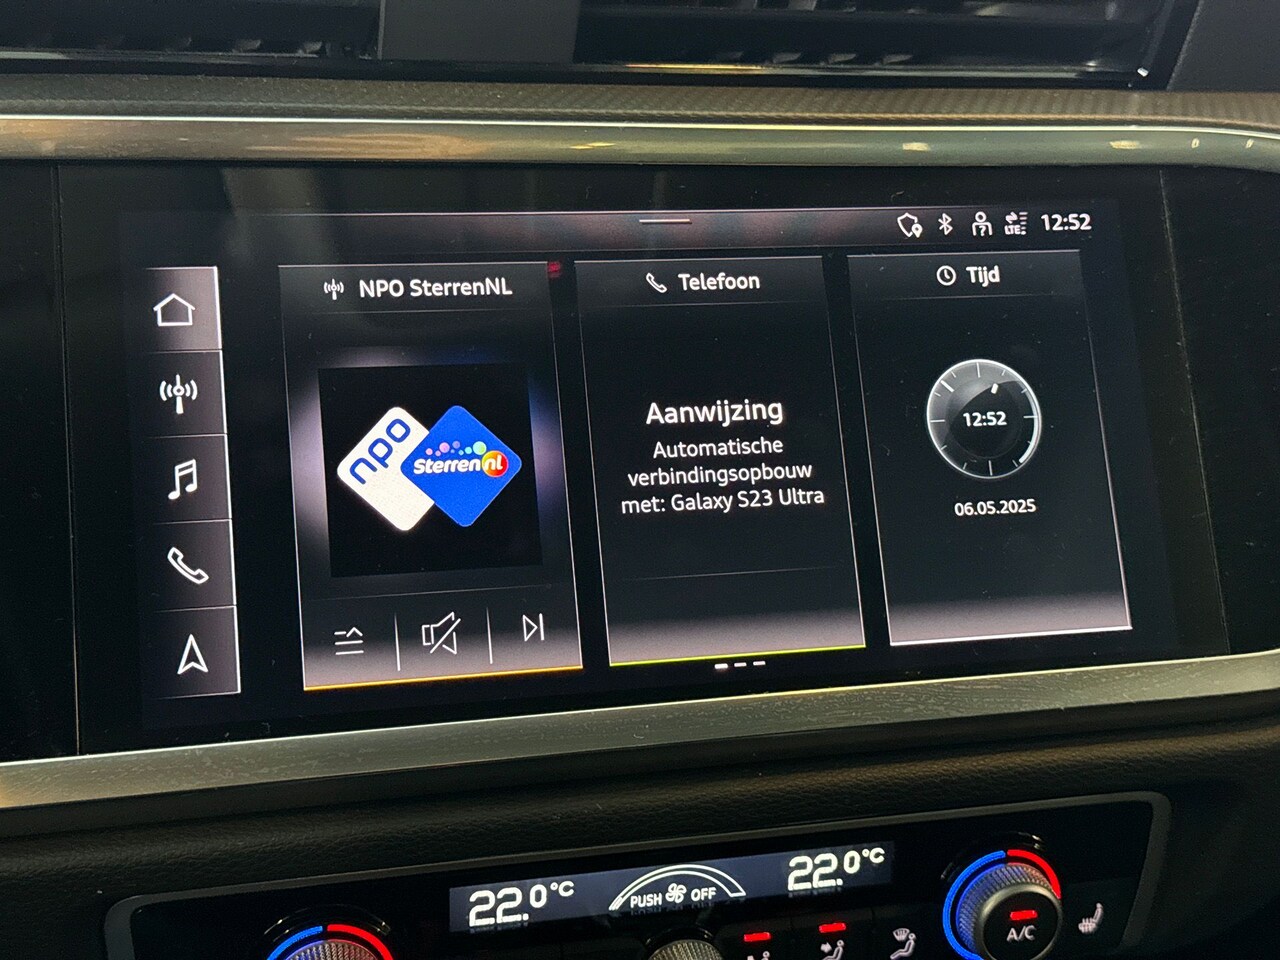 LTE
12:52
NPO SterrenNL
npo
Sterren nl
Telefoon
Aanwijzing
Automatische
verbindingsopbouw
met: Galaxy S23 Ultra
Tijd
12:52
06.05.2025
22.0°C
PUSH OFF
22.0°C
A/C